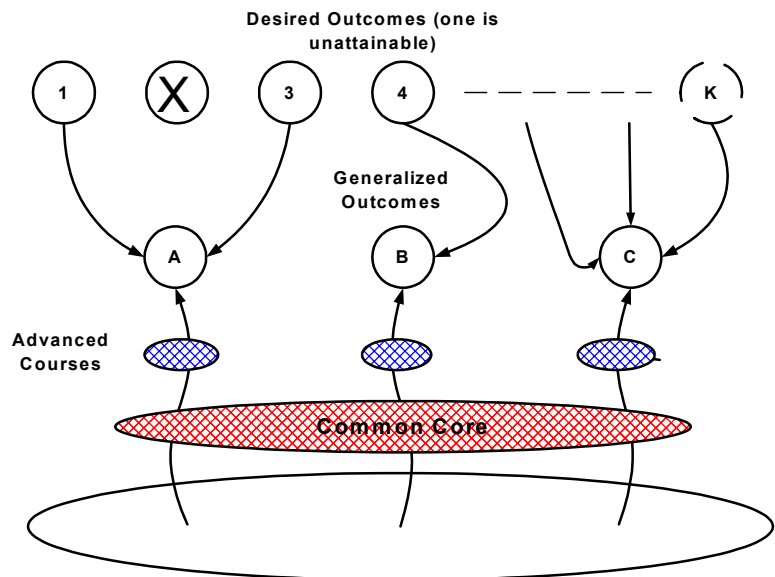 Desired Outcomes (one is
unattainable)
1 X 3 4 K
Generalized
Outcomes
A B C
Advanced
Courses
Common Core